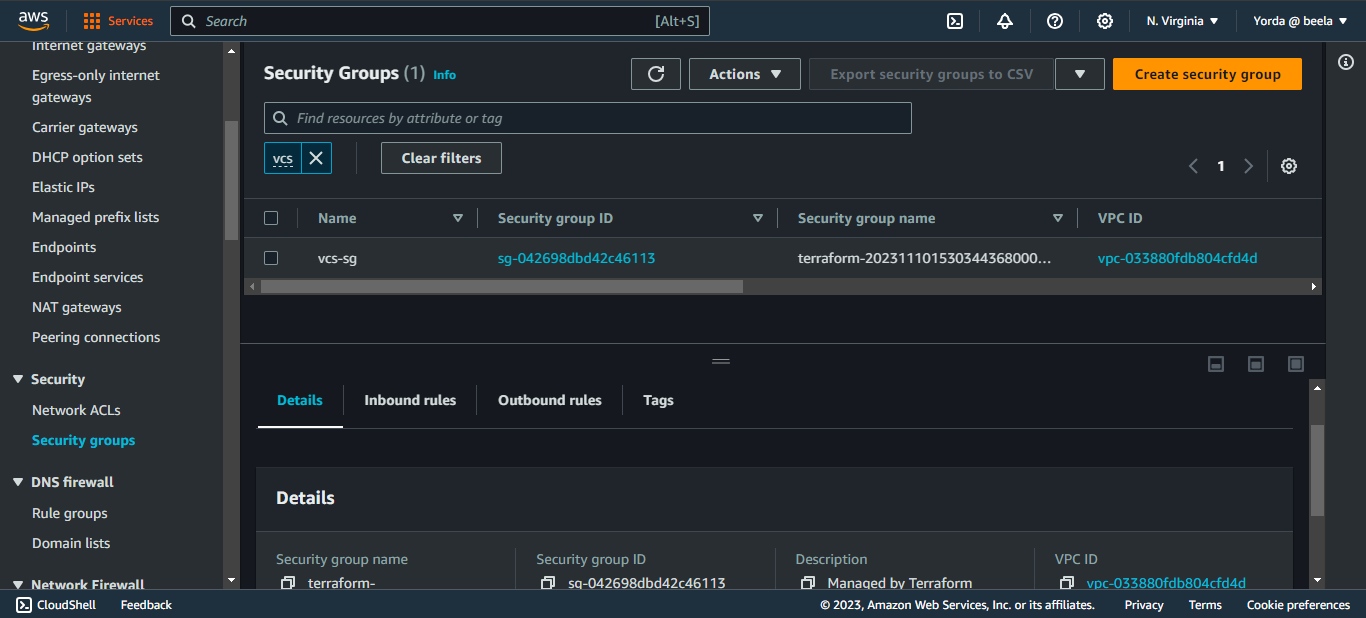 aws
Services
Search
[Alt+S]
N. Virginia
Yorda @ beela
Internet gateways
Egress-only internet
gateways
Carrier gateways
DHCP option sets
Elastic IPs
Managed prefix lists
Endpoints
Endpoint services
NAT gateways
Peering connections
Security
Network ACLs
Security groups
DNS firewall
Rule groups
Domain lists
Network Firewall
Security Groups (1) Info
Actions
Export security groups to CSV
Create security group
Find resources by attribute or tag
vcs
Clear filters
1
Name
Security group ID
Security group name
VPC ID
vcs-sg
sg-042698dbd42c46113
terraform-202311101530344368000...
vpc-033880fdb804cfd4d
Details
Inbound rules
Outbound rules
Tags
Details
Security group name
Security group ID
Description
VPC ID
terraform-
sg-042698dbd42c46113
Managed by Terraform
vpc-033880fdb804cfd4d
CloudShell
Feedback
© 2023, Amazon Web Services, Inc. or its affiliates.
Privacy
Terms
Cookie preferences